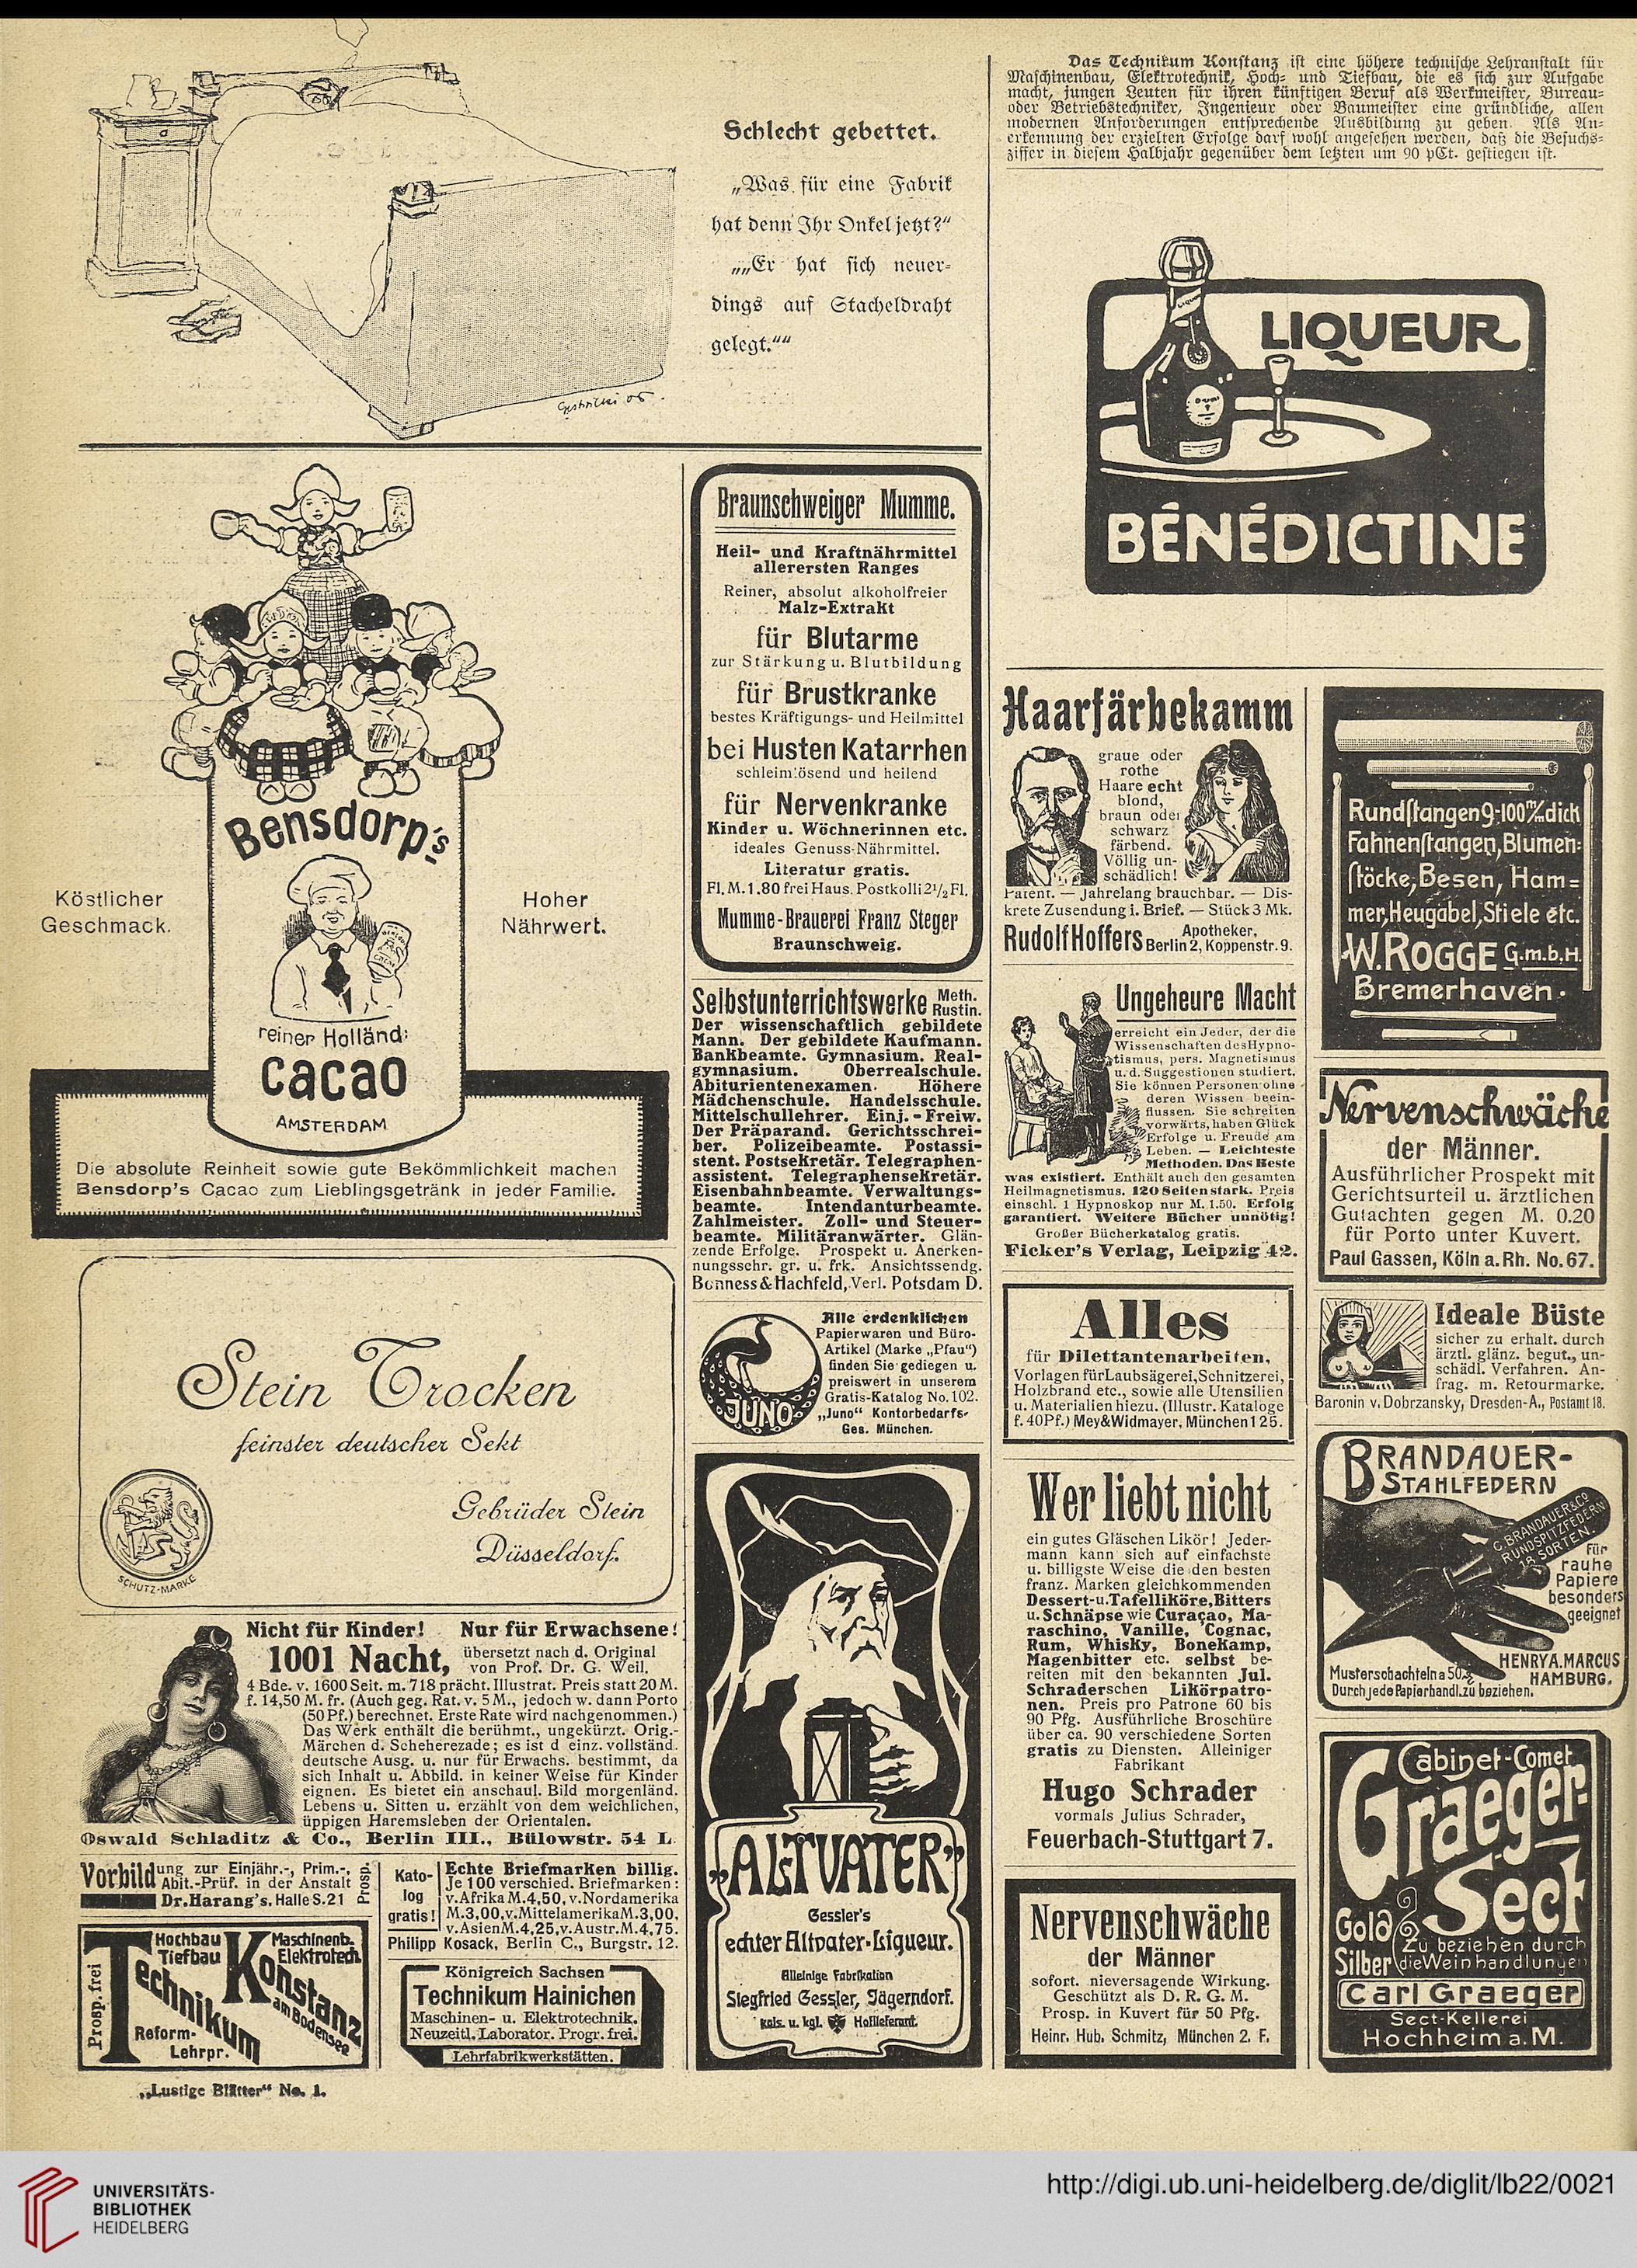 Schlecht gebettet.
„Was für eine Fabrik
hat denn Ihr Onkel jetzt?“
„„Er hat sich neuer-
dings auf Stacheldraht
gelegt.““
Das Technikum Konstanz ist eine höhere technische Lehranstalt für
Maschinenbau, Elektrotechnik, Hoch- und Tiefbau, die es sich zur Aufgabe
macht, jungen Leuten für ihren künftigen Beruf als Werkmeister, Bureau-
oder Betriebstechniker, Ingenieur oder Baumeister eine gründliche, allen
modernen Anforderungen entsprechende Ausbildung zu geben. Als An-
erkennung der erzielten Erfolge darf wohl angesehen werden, daß die Besuchs-
ziffer in diesem Halbjahr gegenüber dem letzten um 90 pCt. gestiegen ist.
LIQUEUR
BÉNÉDICTINE
Bensdorp's
Köstlicher
Geschmack.
Hoher
Nährwert.
reiner Holländ:
cacao
AMSTERDAM
Die absolute Reinheit sowie gute Bekömmlichkeit machen
Bensdorp's Cacao zum Lieblingsgetränk in jeder Familie.
Stein Trocken
feinster deutscher Sekt
Gebrüder Stein
Düsseldorf.
SCHUTZ-MARKE
Nicht für Kinder! Nur für Erwachsene!
1001 Nacht, übersetzt nach d. Original
von Prof. Dr. G. Weil.
4 Bde. v. 1600 Seit. m. 718 prächt. Illustrat. Preis statt 20 M.
f. 14,50 M. fr. (Auch geg. Rat. v. 5 M., jedoch w. dann Porto
(50 Pf.) berechnet. Erste Rate wird nachgenommen.)
Das Werk enthält die berühmt., ungekürzt. Orig.-
Märchen d. Scheherezade; es ist d einz. vollständ.
deutsche Ausg. u. nur für Erwachs. bestimmt, da
sich Inhalt u. Abbild. in keiner Weise für Kinder
eignen. Es bietet ein anschaul. Bild morgenländ.
Lebens u. Sitten u. erzählt von dem weichlichen,
üppigen Haremsleben der Orientalen.
Oswald Schladitz & Co., Berlin III., Bülowstr. 54 L.
Vorbildung zur Einjähr.-, Prim.-,
Abit.-Prüf. in der Anstalt
Dr. Harang's, Halle S. 21
Prosp.
Hochbau
Tiefbau
Maschinenb.
Elektrotech.
Technikum
Konstanz
am Bodensee
Prosp. frei
Reform-
Lehrpr.
Kato-
log
gratis!
Echte Briefmarken billig.
Je 100 verschied. Briefmarken:
v. Afrika M. 4,50, v. Nordamerika
M. 3,00, v. Mittelamerika M. 3,00,
v. Asien M. 4,25, v. Austr. M. 4,75.
Philipp Kosack, Berlin C., Burgstr. 12.
Königreich Sachsen
Technikum Hainichen
Maschinen- u. Elektrotechnik.
Neuzeitl. Laborator. Progr. frei.
Lehrfabrikwerkstätten.
„Lustige Blätter“ No. 1.
Braunschweiger Mumme.
Heil- und Kraftnährmittel
allerersten Ranges
Reiner, absolut alkoholfreier
Malz-Extrakt
für Blutarme
zur Stärkung u. Blutbildung
für Brustkranke
bestes Kräftigungs- und Heilmittel
bei Husten Katarrhen
schleimlösend und heilend
für Nervenkranke
Kinder u. Wöchnerinnen etc.
ideales Genuss-Nährmittel.
Literatur gratis.
Fl. M. 1.80 frei Haus. Postkolli 2½ Fl.
Mumme-Brauerei Franz Steger
Braunschweig.
Selbstunterrichtswerke Meth.
Rustin.
Der wissenschaftlich gebildete
Mann. Der gebildete Kaufmann.
Bankbeamte. Gymnasium. Real-
gymnasium. Oberrealschule.
Abiturientenexamen. Höhere
Mädchenschule. Handelsschule.
Mittelschullehrer. Einj.-Freiw.
Der Präparand. Gerichtsschrei-
ber. Polizeibeamte. Postassi-
stent. Postsekretär. Telegraphen-
assistent. Telegraphensekretär.
Eisenbahnbeamte. Verwaltungs-
beamte. Intendanturbeamte.
Zahlmeister. Zoll- und Steuer-
beamte. Militäranwärter. Glän-
zende Erfolge. Prospekt u. Anerken-
nungsschr. gr. u. frk. Ansichtssendg.
Bonness & Hachfeld, Verl. Potsdam D.
Alle erdenklichen
Papierwaren und Büro-
Artikel (Marke „Pfau“)
finden Sie gediegen u.
preiswert in unserem
Gratis-Katalog No. 102.
„Juno“ Kontorbedarfs-
Ges. München.
JUNO
„ALTVATER“
Gessler's
echter Altvater-Liqueur.
Alleinige Fabrikation
Siegfried Gessler, Jägerndorf.
kais. u. kgl. Hoflieferant.
Haarfärbekamm
graue oder
rothe
Haare echt
blond,
braun oder
schwarz
färbend.
Völlig un-
schädlich!
Patent. — Jahrelang brauchbar. — Dis-
krete Zusendung i. Brief. — Stück 3 Mk.
Rudolf Hoffers Apotheker,
Berlin 2, Koppenstr. 9.
Ungeheure Macht
erreicht ein Jeder, der die
Wissenschaften des Hypno-
tismus, pers. Magnetismus
u. d. Suggestionen studiert.
Sie können Personen ohne
deren Wissen beein-
flussen. Sie schreiten
vorwärts, haben Glück
Erfolge u. Freude am
Leben. — Leichteste
Methoden. Das Beste
was existiert. Enthält auch den gesamten
Heilmagnetismus. 120 Seiten stark. Preis
einschl. 1 Hypnoskop nur M. 1.50. Erfolg
garantiert. Weitere Bücher unnötig!
Großer Bücherkatalog gratis.
Ficker's Verlag, Leipzig 42.
Alles
für Dilettantenarbeiten,
Vorlagen für Laubsägerei, Schnitzerei,
Holzbrand etc., sowie alle Utensilien
u. Materialien hiezu. (Illustr. Kataloge
f. 40 Pf.) Mey & Widmayer, München 125.
Wer liebt nicht
ein gutes Gläschen Likör! Jeder-
mann kann sich auf einfachste
u. billigste Weise die den besten
franz. Marken gleichkommenden
Dessert- u. Tafelliköre, Bitters
u. Schnäpse wie Curaçao, Ma-
raschino, Vanille, Cognac,
Rum, Whisky, Bonekamp,
Magenbitter etc. selbst be-
reiten mit den bekannten Jul.
Schraderschen Likörpatro-
nen. Preis pro Patrone 60 bis
90 Pfg. Ausführliche Broschüre
über ca. 90 verschiedene Sorten
gratis zu Diensten. Alleiniger
Fabrikant
Hugo Schrader
vormals Julius Schrader,
Feuerbach-Stuttgart 7.
Nervenschwäche
der Männer
sofort. nieversagende Wirkung.
Geschützt als D. R. G. M.
Prosp. in Kuvert für 50 Pfg.
Heinr. Hub. Schmitz, München 2. F.
Rundstangen 9-100 m/m dick
Fahnenstangen, Blumen-
stöcke, Besen, Ham-
mer, Heugabel, Stiele etc.
W. ROGGE G.m.b.H.
Bremerhaven.
Nervenschwäche
der Männer.
Ausführlicher Prospekt mit
Gerichtsurteil u. ärztlichen
Gutachten gegen M. 0.20
für Porto unter Kuvert.
Paul Gassen, Köln a. Rh. No. 67.
Ideale Büste
sicher zu erhalt. durch
ärztl. glänz. begut., un-
schädl. Verfahren. An-
frag. m. Retourmarke.
Baronin v. Dobrzansky, Dresden-A., Postamt 18.
BRANDAUER-
STAHLFEDERN
C. BRANDAUER & Co
RUNDSPITZFEDERN
18 SORTEN.
Für
rauhe
Papiere
besonders
geeignet
HENRY A. MARCUS
HAMBURG.
Musterschachteln a 50 ₰
Durch jede Papierhandl. zu beziehen.
Cabinet-Comet
Graeger-
Sect
Gold
Silber
Zu beziehen durch
die Weinhandlungen
Carl Graeger
Sect-Kellerei
Hochheim a. M.
UNIVERSITÄTS-
BIBLIOTHEK
HEIDELBERG
http://digi.ub.uni-heidelberg.de/diglit/lb22/0021